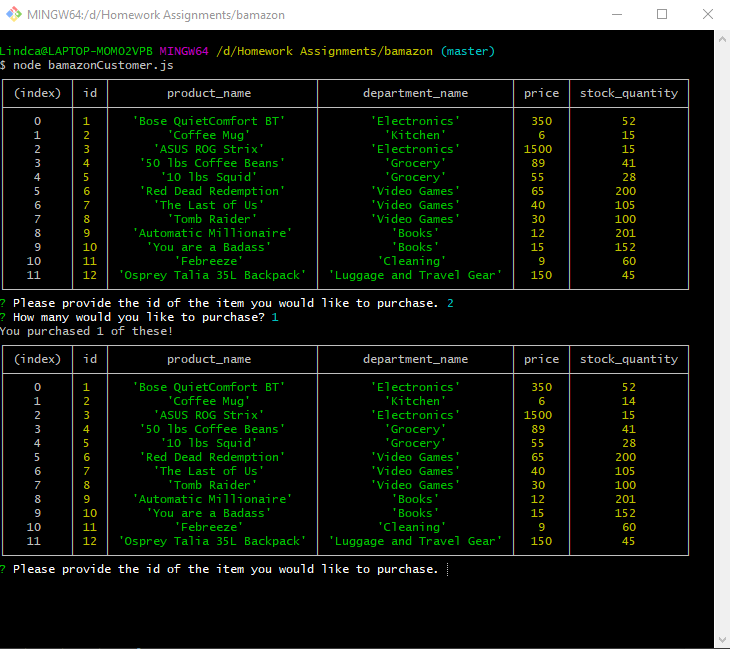 MINGW64:/d/Homework Assignments/bamazon
Lindca@LAPTOP-MOMO2VPB MINGW64 /d/Homework Assignments/bamazon (master)
$ node bamazonCustomer.js
(index) id product_name department_name price stock_quantity
0 1 'Bose QuietComfort BT' 'Electronics' 350 52
1 2 'Coffee Mug' 'Kitchen' 6 15
2 3 'ASUS ROG Strix' 'Electronics' 1500 15
3 4 '50 lbs Coffee Beans' 'Grocery' 89 41
4 5 '10 lbs Squid' 'Grocery' 55 28
5 6 'Red Dead Redemption' 'Video Games' 65 200
6 7 'The Last of Us' 'Video Games' 40 105
7 8 'Tomb Raider' 'Video Games' 30 100
8 9 'Automatic Millionaire' 'Books' 12 201
9 10 'You are a Badass' 'Books' 15 152
10 11 'Febreeze' 'Cleaning' 9 60
11 12 'Osprey Talia 35L Backpack' 'Luggage and Travel Gear' 150 45
? Please provide the id of the item you would like to purchase. 2
? How many would you like to purchase? 1
You purchased 1 of these!
(index) id product_name department_name price stock_quantity
0 1 'Bose QuietComfort BT' 'Electronics' 350 52
1 2 'Coffee Mug' 'Kitchen' 6 14
2 3 'ASUS ROG Strix' 'Electronics' 1500 15
3 4 '50 lbs Coffee Beans' 'Grocery' 89 41
4 5 '10 lbs Squid' 'Grocery' 55 28
5 6 'Red Dead Redemption' 'Video Games' 65 200
6 7 'The Last of Us' 'Video Games' 40 105
7 8 'Tomb Raider' 'Video Games' 30 100
8 9 'Automatic Millionaire' 'Books' 12 201
9 10 'You are a Badass' 'Books' 15 152
10 11 'Febreeze' 'Cleaning' 9 60
11 12 'Osprey Talia 35L Backpack' 'Luggage and Travel Gear' 150 45
? Please provide the id of the item you would like to purchase.